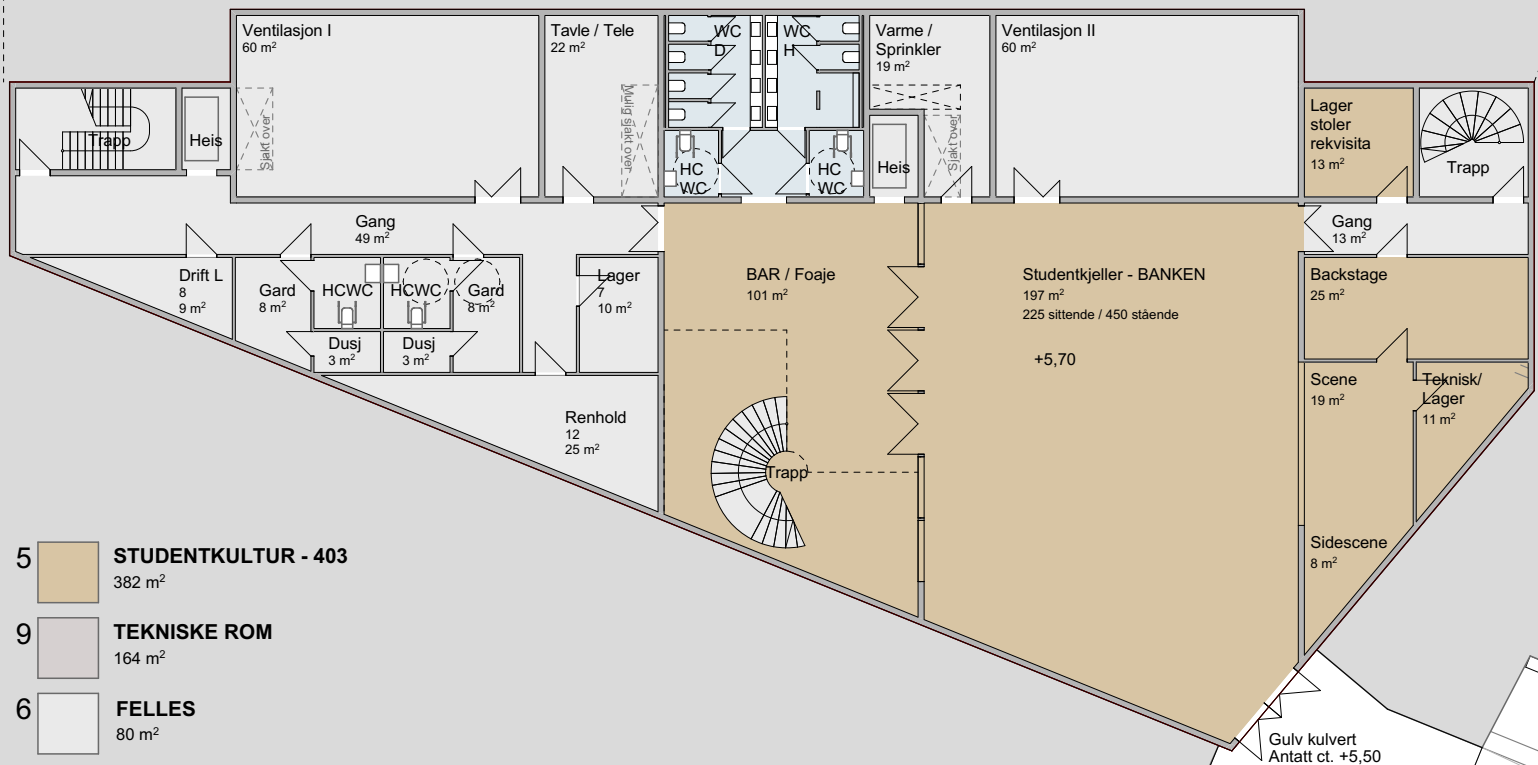 Ventilasjon I
60 m²
Tavle / Tele
22 m²
WC
D
WC
H
Varme /
Sprinkler
19 m²
Ventilasjon II
60 m²
Trapp
Heis
Sjakt over
Mulig sjakt over
HC
WC
HC
WC
Heis
Sjakt over
Lager
stoler
rekvisita
13 m²
Trapp
Gang
49 m²
Gang
13 m²
Drift L
8
9 m²
Gard
8 m²
HCWC
HCWC
Gard
8 m²
Lager
7
10 m²
Dusj
3 m²
Dusj
3 m²
BAR / Foaje
101 m²
Studentkjeller - BANKEN
197 m²
225 sittende / 450 stående
+5,70
Backstage
25 m²
Scene
19 m²
Teknisk/
Lager
11 m²
Renhold
12
25 m²
Trapp
Sidescene
8 m²
5 STUDENTKULTUR - 403
382 m²
9 TEKNISKE ROM
164 m²
6 FELLES
80 m²
Gulv kulvert
Antatt ct. +5,50